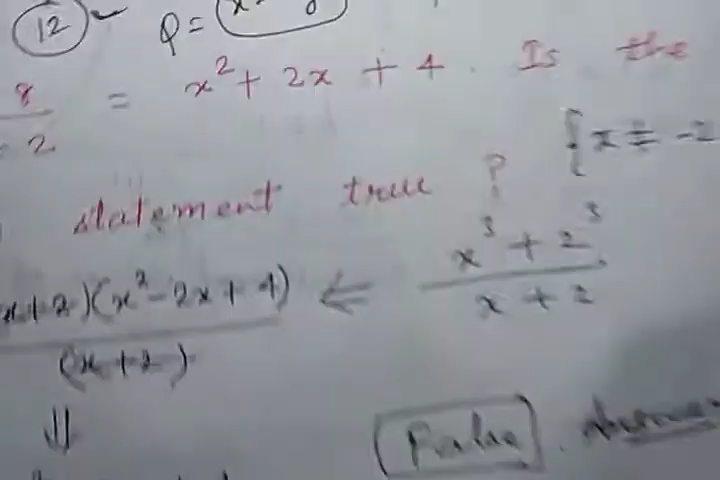 12 Q =
8/2 = x² + 2x + 4. Is the
{x ≠ -2
statement true ?
x+2)(x²-2x+4)/(x+2) ⇐ x³+2³/x+2
⇓
False.